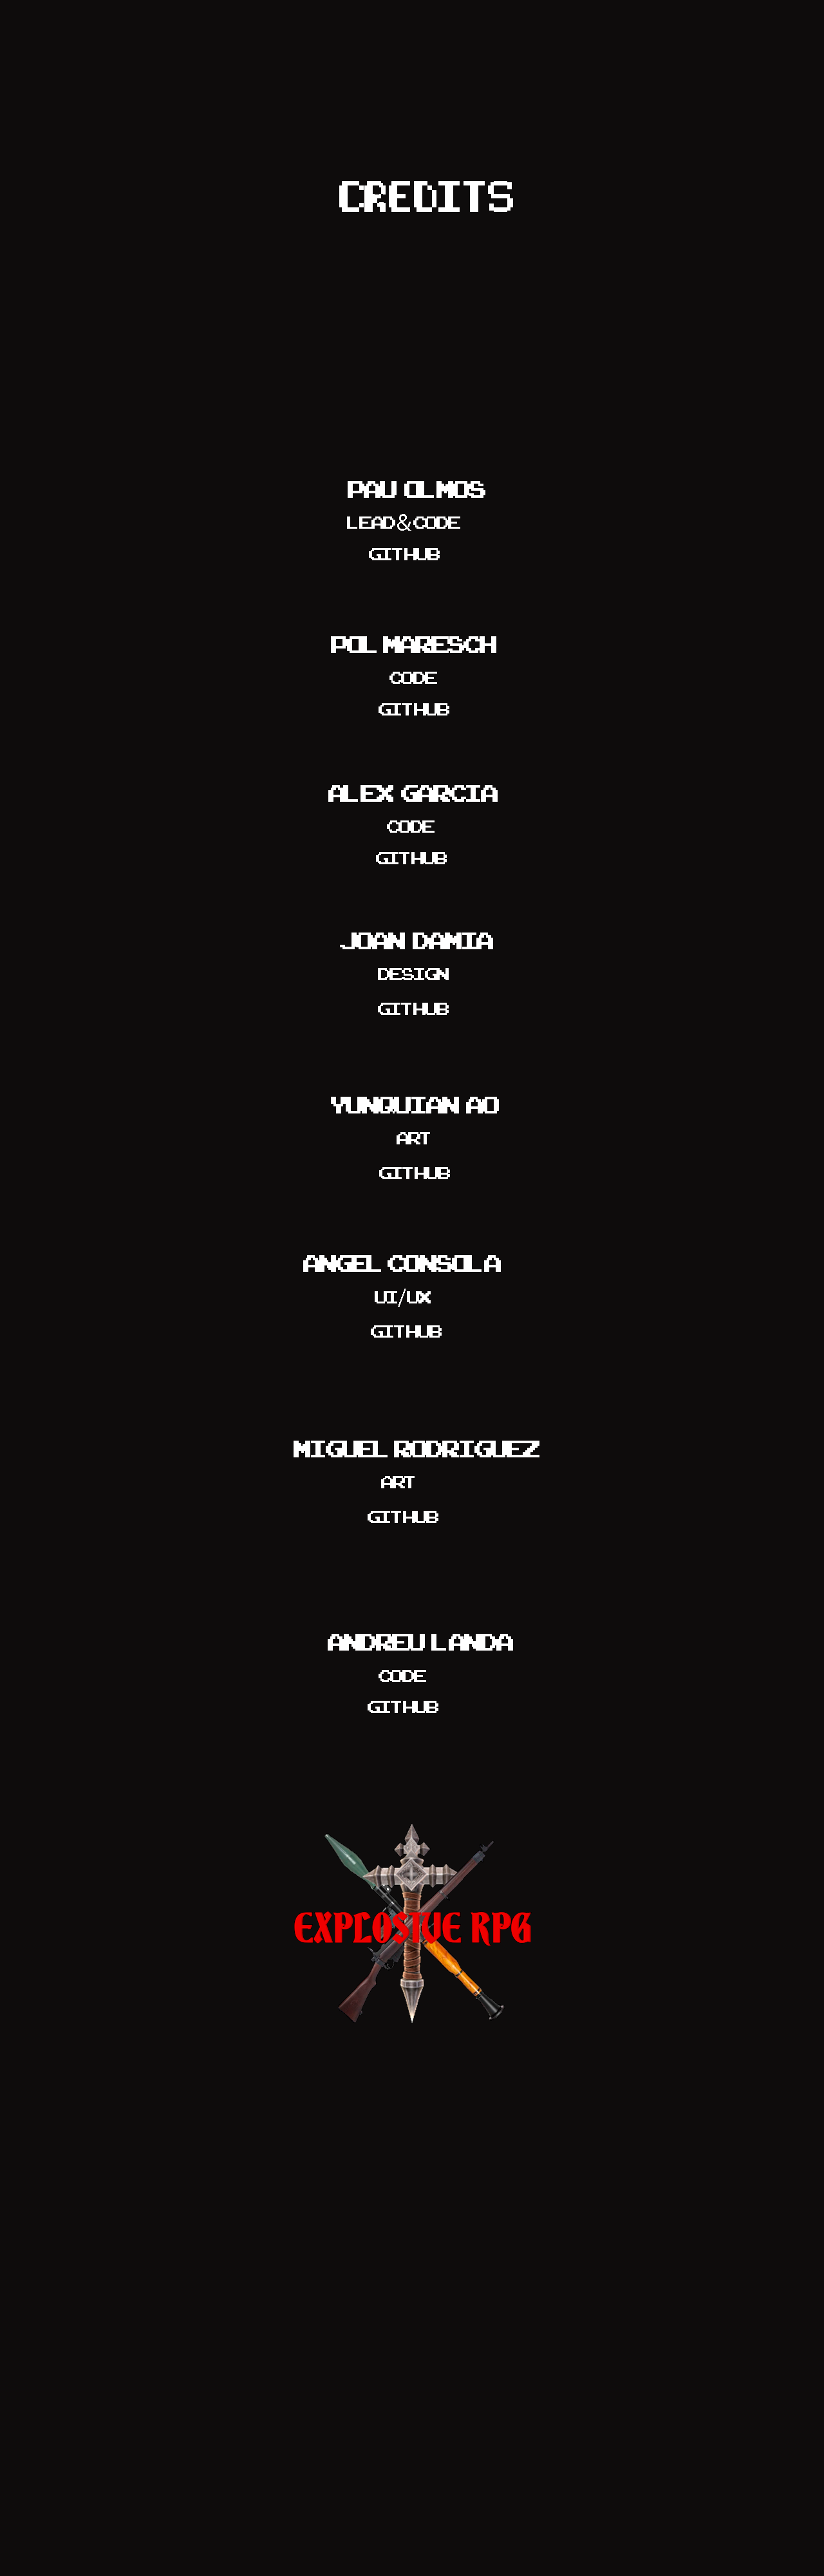 CREDITS
PAU OLMOS
LEAD&CODE
GITHUB
POL MARESCH
CODE
GITHUB
ALEX GARCIA
CODE
GITHUB
JOAN DAMIA
DESIGN
GITHUB
YUNQUIAN AO
ART
GITHUB
ANGEL CONSOLA
UI/UX
GITHUB
MIGUEL RODRIGUEZ
ART
GITHUB
ANDREU LANDA
CODE
GITHUB
EXPLOSIVE RPG